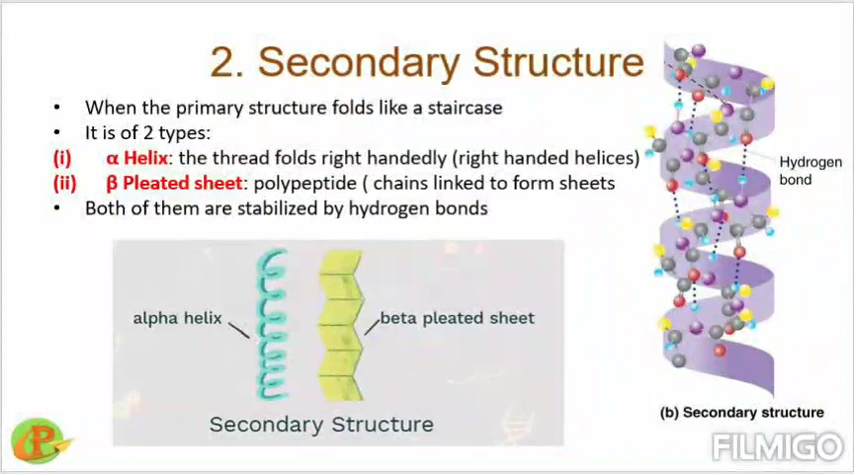 2. Secondary Structure
• When the primary structure folds like a staircase
• It is of 2 types:
(i) α Helix: the thread folds right handedly (right handed helices)
(ii) β Pleated sheet: polypeptide ( chains linked to form sheets
• Both of them are stabilized by hydrogen bonds
alpha helix
beta pleated sheet
Secondary Structure
Hydrogen
bond
(b) Secondary structure
P
FILMIGO